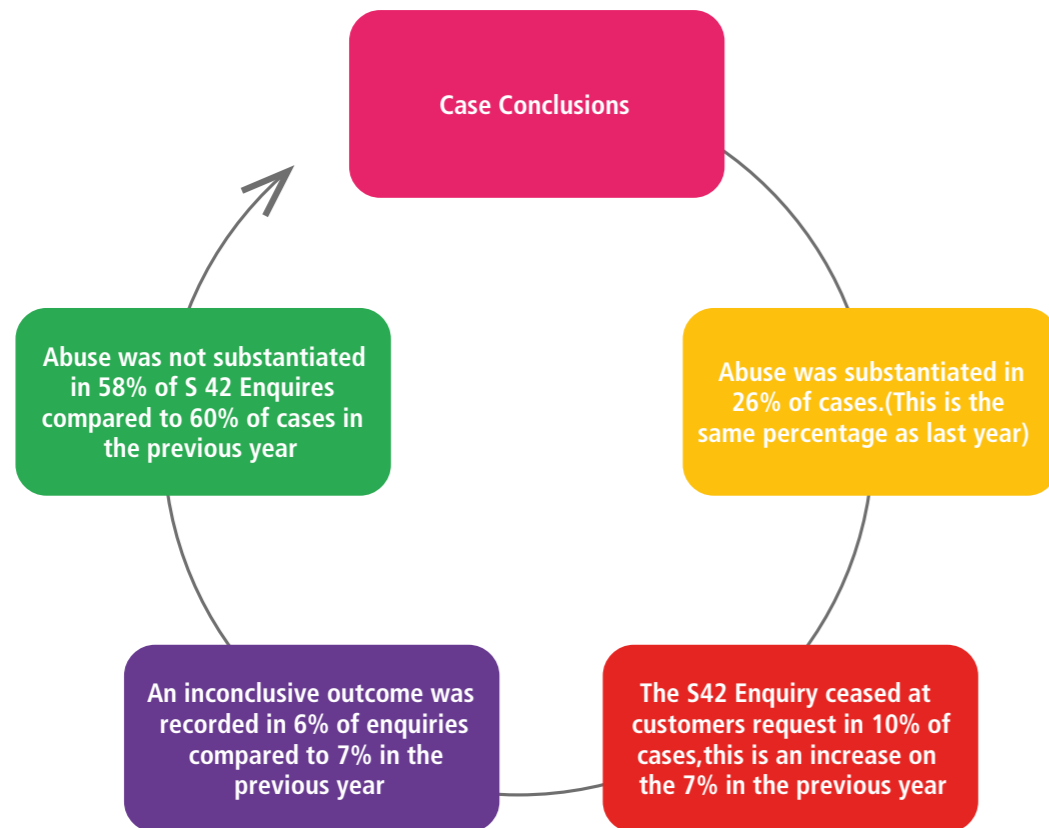 Case Conclusions
Abuse was substantiated in
26% of cases.(This is the
same percentage as last year)
The S42 Enquiry ceased at
customers request in 10% of
cases,this is an increase on
the 7% in the previous year
An inconclusive outcome was
recorded in 6% of enquiries
compared to 7% in the
previous year
Abuse was not substantiated
in 58% of S 42 Enquires
compared to 60% of cases in
the previous year